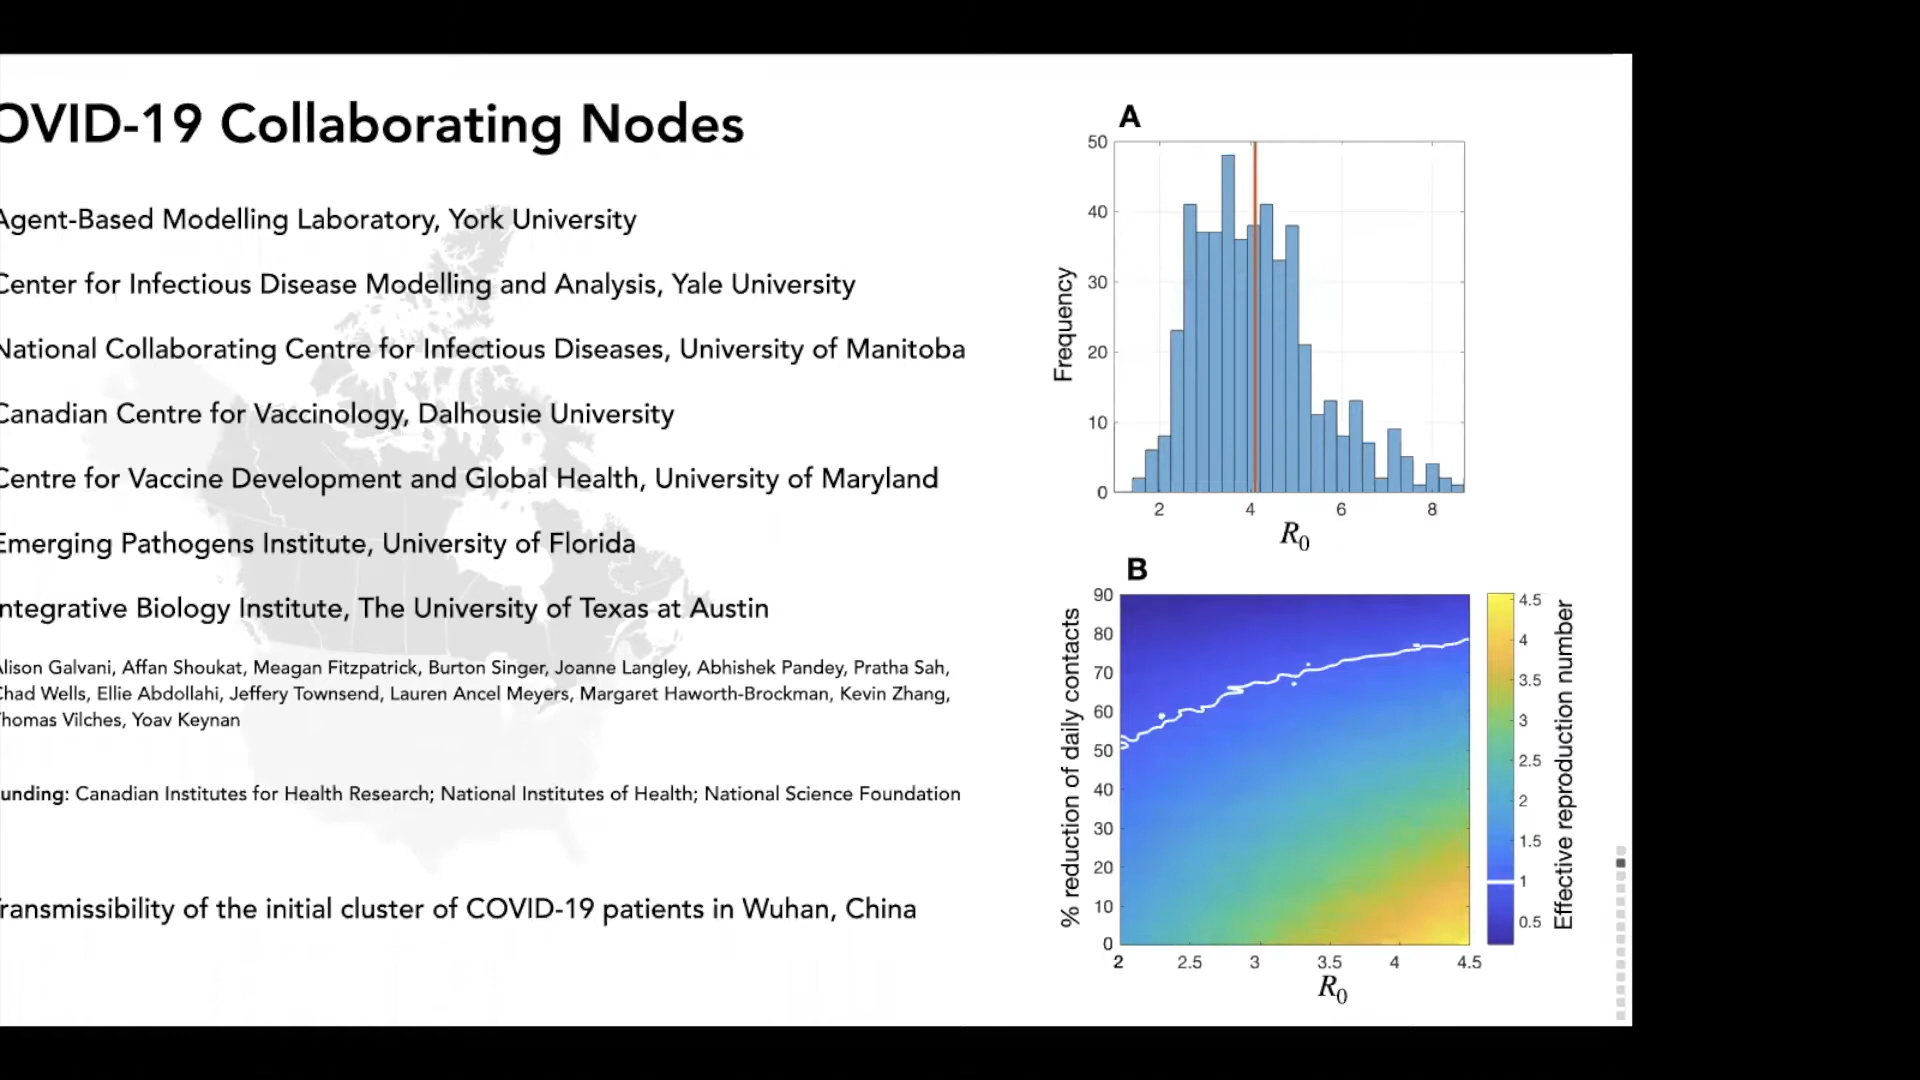 OVID-19 Collaborating Nodes
Agent-Based Modelling Laboratory, York University
Center for Infectious Disease Modelling and Analysis, Yale University
National Collaborating Centre for Infectious Diseases, University of Manitoba
Canadian Centre for Vaccinology, Dalhousie University
Centre for Vaccine Development and Global Health, University of Maryland
Emerging Pathogens Institute, University of Florida
ntegrative Biology Institute, The University of Texas at Austin
Alison Galvani, Affan Shoukat, Meagan Fitzpatrick, Burton Singer, Joanne Langley, Abhishek Pandey, Pratha Sah,
Chad Wells, Ellie Abdollahi, Jeffery Townsend, Lauren Ancel Meyers, Margaret Haworth-Brockman, Kevin Zhang,
Thomas Vilches, Yoav Keynan
unding: Canadian Institutes for Health Research; National Institutes of Health; National Science Foundation
ransmissibility of the initial cluster of COVID-19 patients in Wuhan, China
A
50
40
30
20
10
0
Frequency
2 4 6 8
R0
B
90
80
70
60
50
40
30
20
10
0
% reduction of daily contacts
2 2.5 3 3.5 4 4.5
R0
4.5
4
3.5
3
2.5
2
1.5
1
0.5
Effective reproduction number